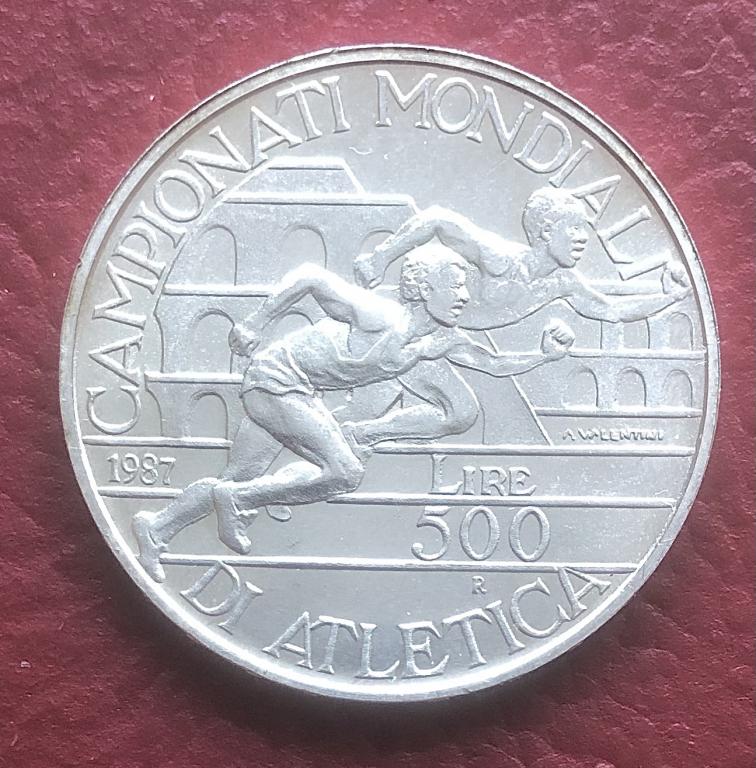 CAMPIONATI MONDIALI
A. VALENTINI
1987
LIRE
500
R
DI ATLETICA